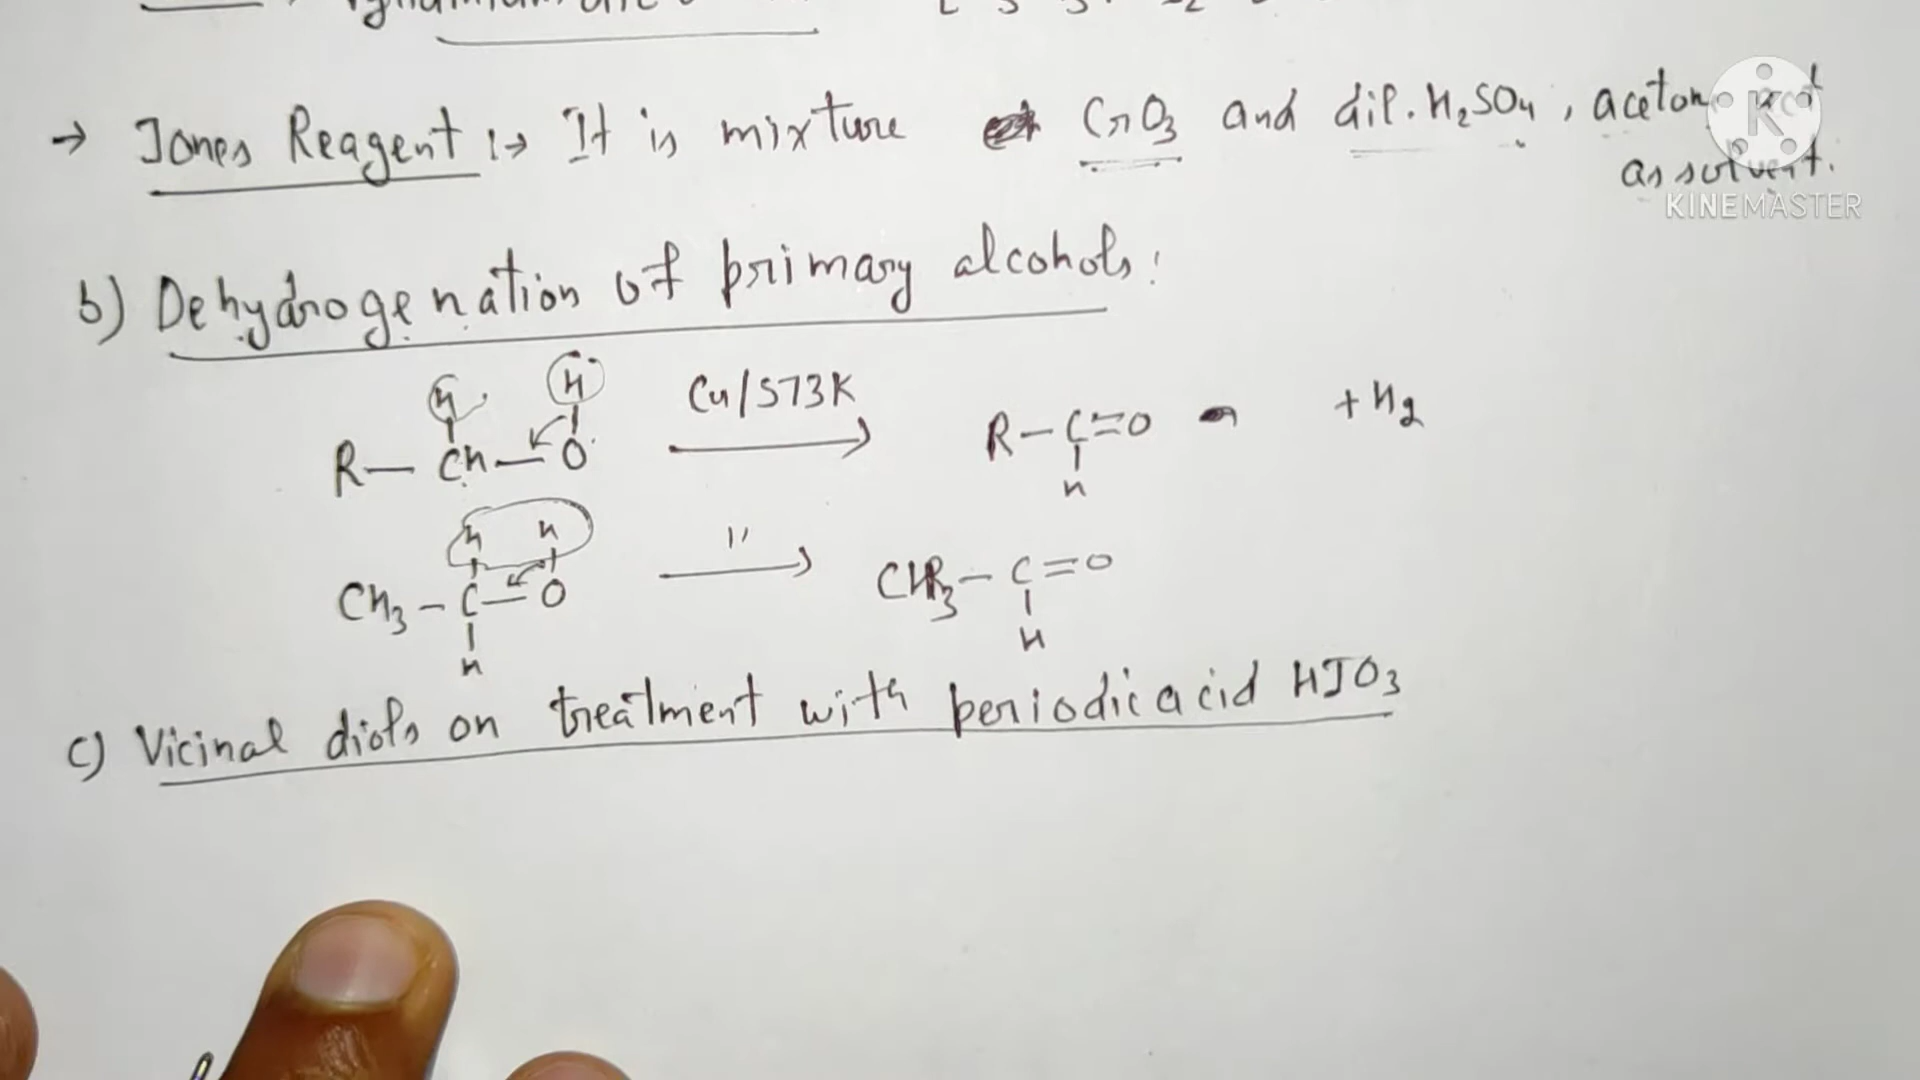 → Jones Reagent :→ It is mixture CrO3 and dil. H2SO4, aceton
as solvent.
KINEMASTER
b) Dehydrogenation of primary alcohols:
H H
R— CH—O Cu/573K R—C=O +H2
H
H H
CH3—C—O " CH3—C=O
H H
c) Vicinal diols on treatment with periodic acid HIO3